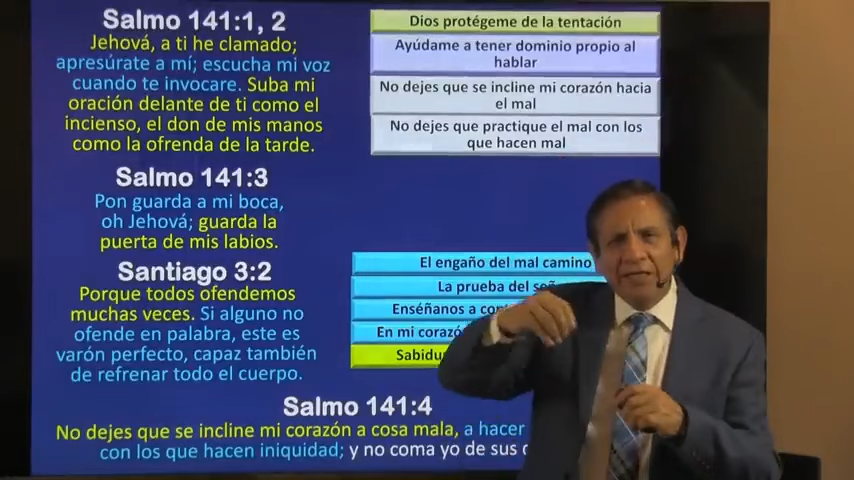 Salmo 141:1, 2
Jehová, a ti he clamado;
apresúrate a mí; escucha mi voz
cuando te invocare. Suba mi
oración delante de ti como el
incienso, el don de mis manos
como la ofrenda de la tarde.
Salmo 141:3
Pon guarda a mi boca,
oh Jehová; guarda la
puerta de mis labios.
Santiago 3:2
Porque todos ofendemos
muchas veces. Si alguno no
ofende en palabra, este es
varón perfecto, capaz también
de refrenar todo el cuerpo.
Dios protégeme de la tentación
Ayúdame a tener dominio propio al
hablar
No dejes que se incline mi corazón hacia
el mal
No dejes que practique el mal con los
que hacen mal
El engaño del mal camino
La prueba del
Enséñanos a
En mi
Salmo 141:4
No dejes que se incline mi corazón a cosa mala, a hacer
con los que hacen iniquidad; y no coma yo de sus